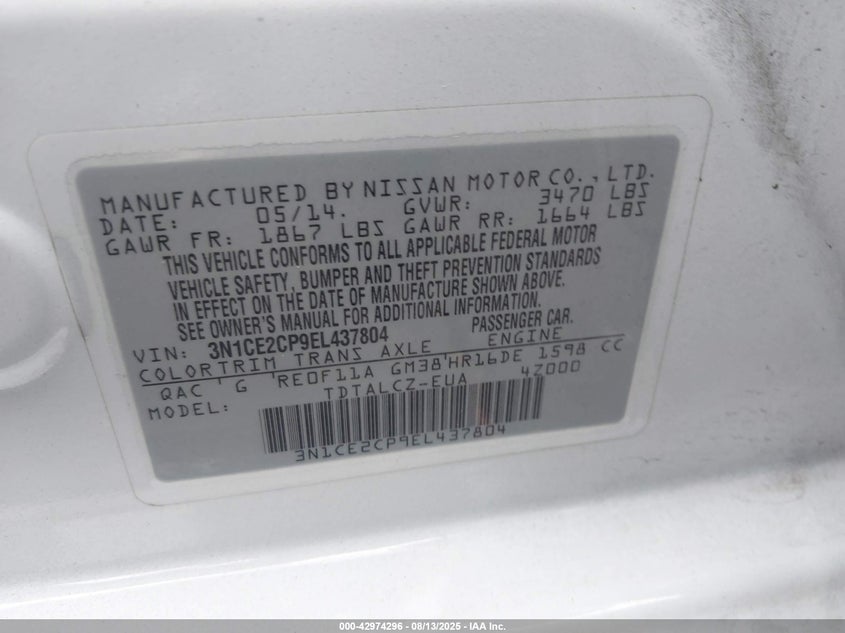 MANUFACTURED BY NISSAN MOTOR CO., LTD.
DATE: 05/14. GVWR: 3470 LBS
GAWR FR: 1867 LBS GAWR RR: 1664 LBS
THIS VEHICLE CONFORMS TO ALL APPLICABLE FEDERAL MOTOR
VEHICLE SAFETY, BUMPER AND THEFT PREVENTION STANDARDS
IN EFFECT ON THE DATE OF MANUFACTURE SHOWN ABOVE.
SEE OWNER'S MANUAL FOR ADDITIONAL INFORMATION.
VIN: 3N1CE2CP9EL437804 PASSENGER CAR.
COLOR TRIM TRANS AXLE ENGINE
QAC G RE0F11A GM38 HR16DE 1598 CC
MODEL: TDTALCZ-EUA 4Z000
3N1CE2CP9EL437804
000-42974296 - 08/13/2025 - IAA Inc.